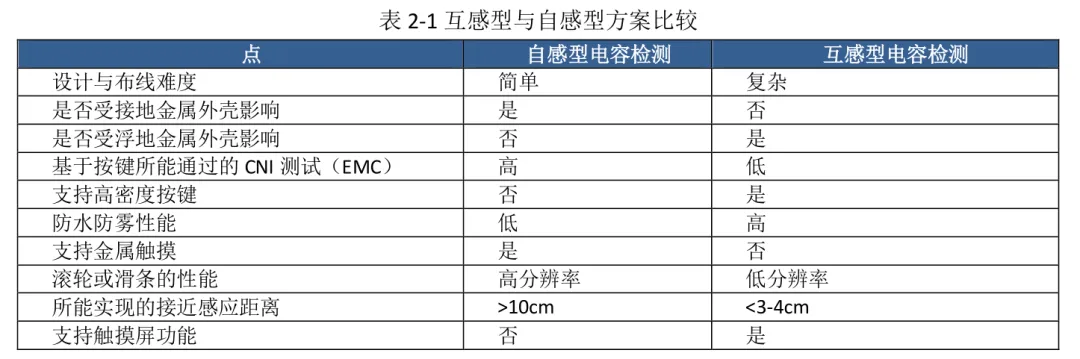 表 2-1 互感型与自感型方案比较
点 自感型电容检测 互感型电容检测
设计与布线难度 简单 复杂
是否受接地金属外壳影响 是 否
是否受浮地金属外壳影响 否 是
基于按键所能通过的 CNI 测试（EMC） 高 低
支持高密度按键 否 是
防水防雾性能 低 高
支持金属触摸 是 否
滚轮或滑条的性能 高分辨率 低分辨率
所能实现的接近感应距离 >10cm <3-4cm
支持触摸屏功能 否 是